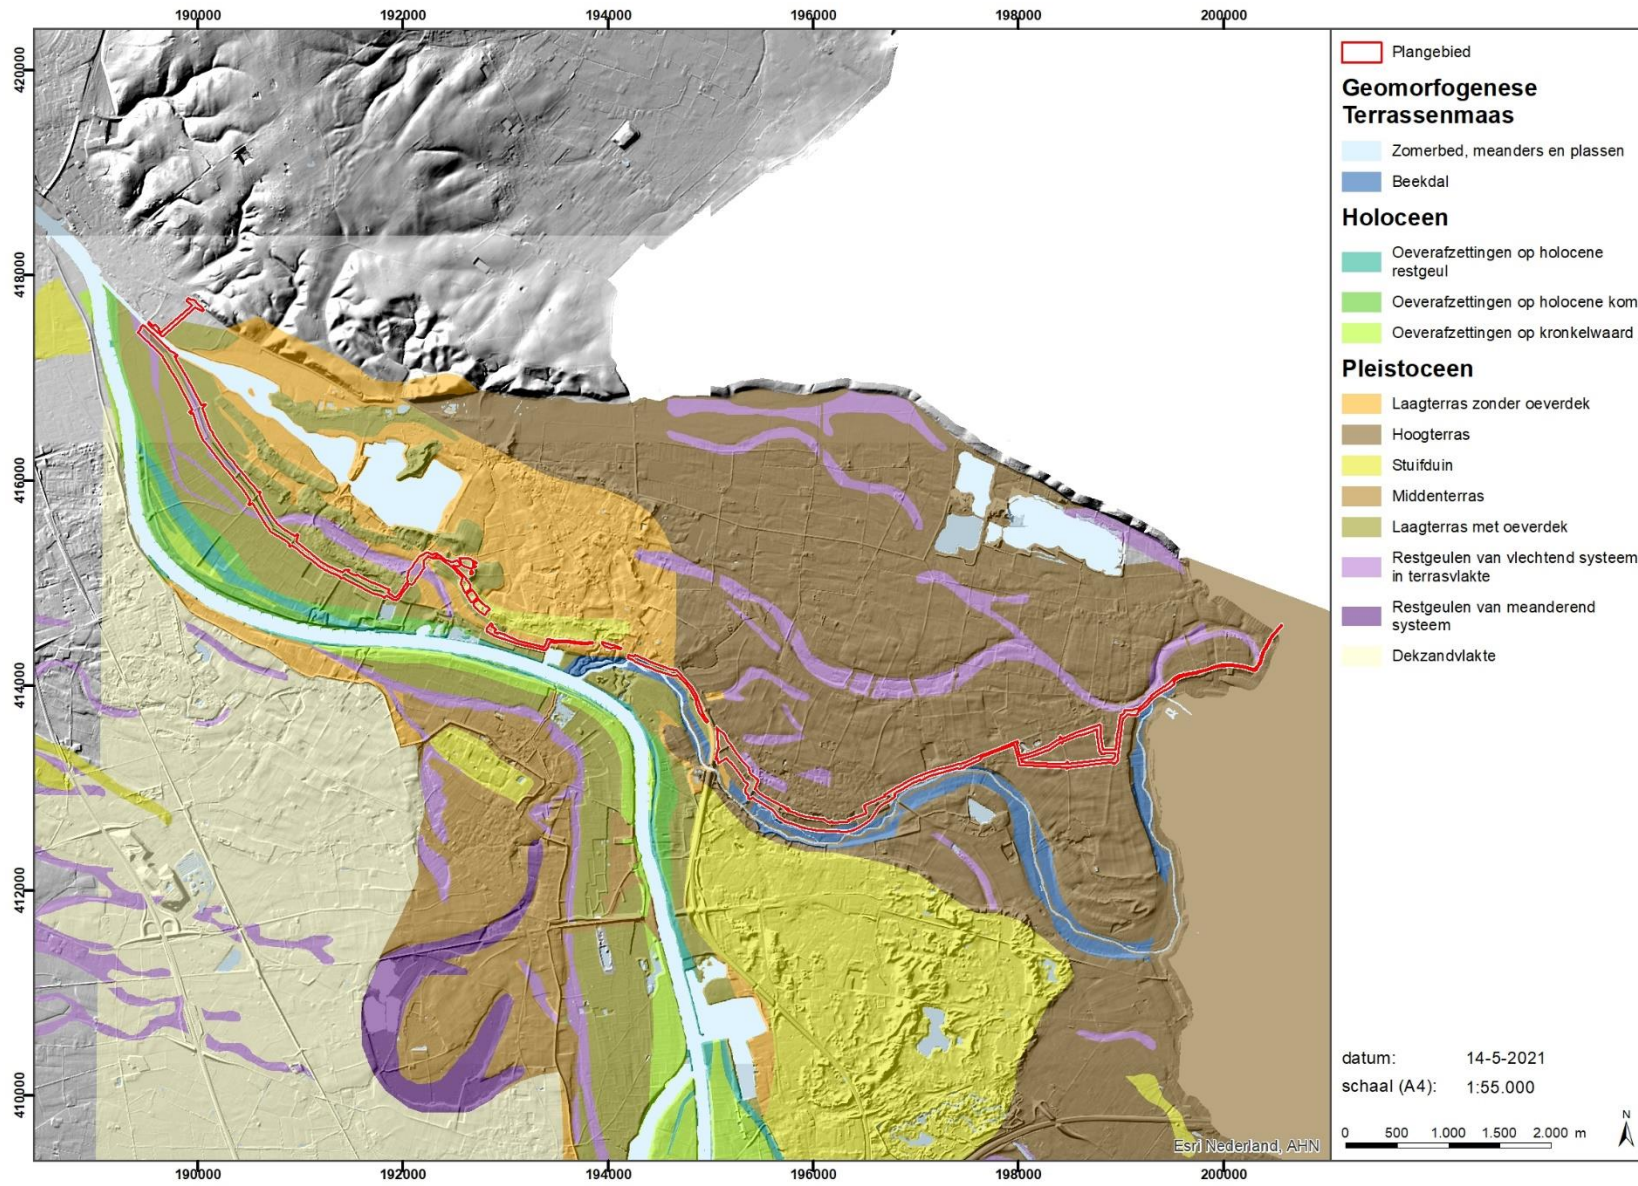 190000
192000
194000
196000
198000
200000
420000
418000
416000
414000
412000
410000
Plangebied
Geomorfogenese
Terrassenmaas
Zomerbed, meanders en plassen
Beekdal
Holoceen
Oeverafzettingen op holocene
restgeul
Oeverafzettingen op holocene kom
Oeverafzettingen op kronkelwaard
Pleistoceen
Laagterras zonder oeverdek
Hoogterras
Stuifduin
Middenterras
Laagterras met oeverdek
Restgeulen van vlechtend systeem
in terrasvlakte
Restgeulen van meanderend
systeem
Dekzandvlakte
datum: 14-5-2021
schaal (A4): 1:55.000
N
0 500 1.000 1.500 2.000 m
Esri Nederland, AHN
190000
192000
194000
196000
198000
200000